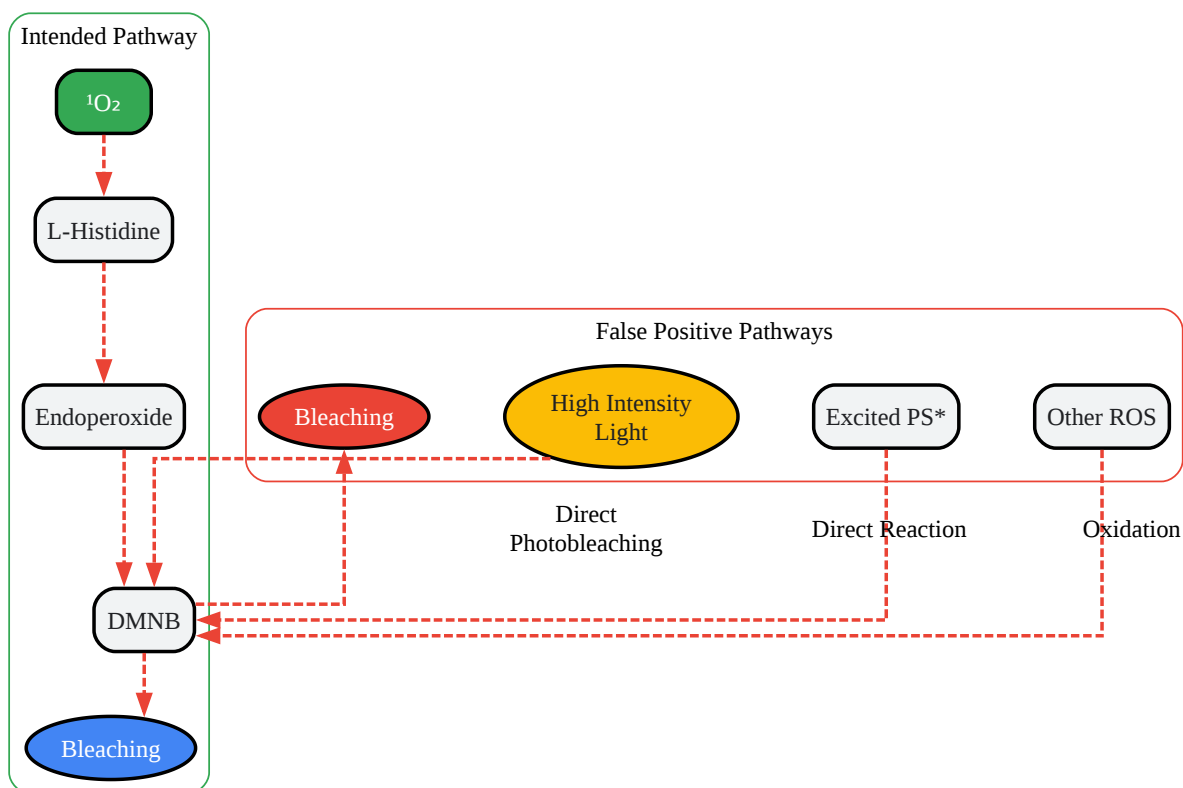 Intended Pathway
¹O₂
L-Histidine
Endoperoxide
DMNB
Bleaching
False Positive Pathways
Bleaching
High Intensity
Light
Excited PS*
Other ROS
Direct
Photobleaching
Direct Reaction
Oxidation